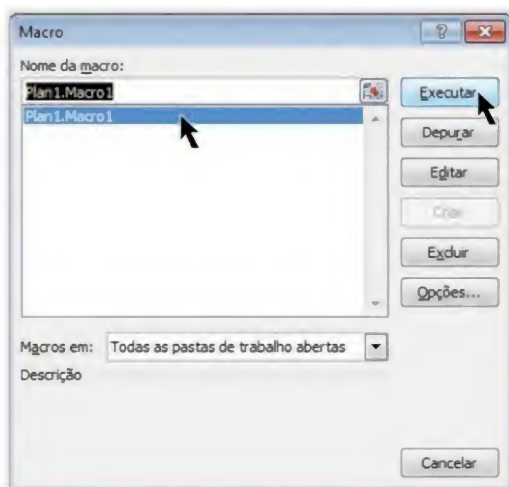 Macro
Nome da macro:
Plan1.Macro1
Plan1.Macro1
Executar
Depurar
Editar
Criar
Excluir
Opções...
Macros em: Todas as pastas de trabalho abertas
Descrição
Cancelar